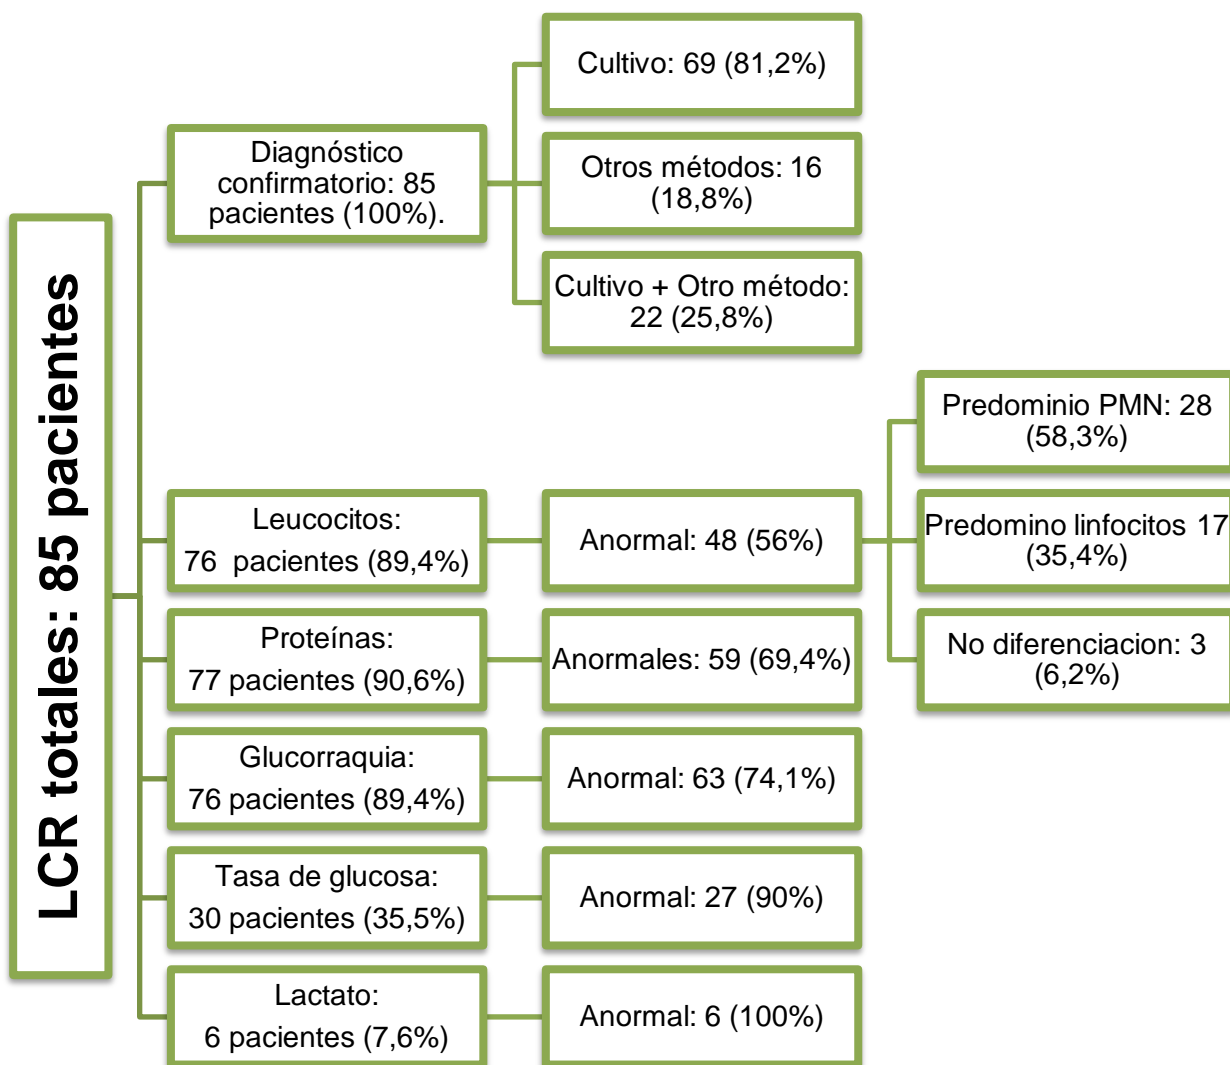 LCR totales: 85 pacientes
Diagnóstico
confirmatorio: 85
pacientes (100%).
Cultivo: 69 (81,2%)
Otros métodos: 16
(18,8%)
Cultivo + Otro método:
22 (25,8%)
Leucocitos:
76 pacientes (89,4%)
Anormal: 48 (56%)
Predominio PMN: 28
(58,3%)
Predomino linfocitos 17
(35,4%)
No diferenciacion: 3
(6,2%)
Proteínas:
77 pacientes (90,6%)
Anormales: 59 (69,4%)
Glucorraquia:
76 pacientes (89,4%)
Anormal: 63 (74,1%)
Tasa de glucosa:
30 pacientes (35,5%)
Anormal: 27 (90%)
Lactato:
6 pacientes (7,6%)
Anormal: 6 (100%)